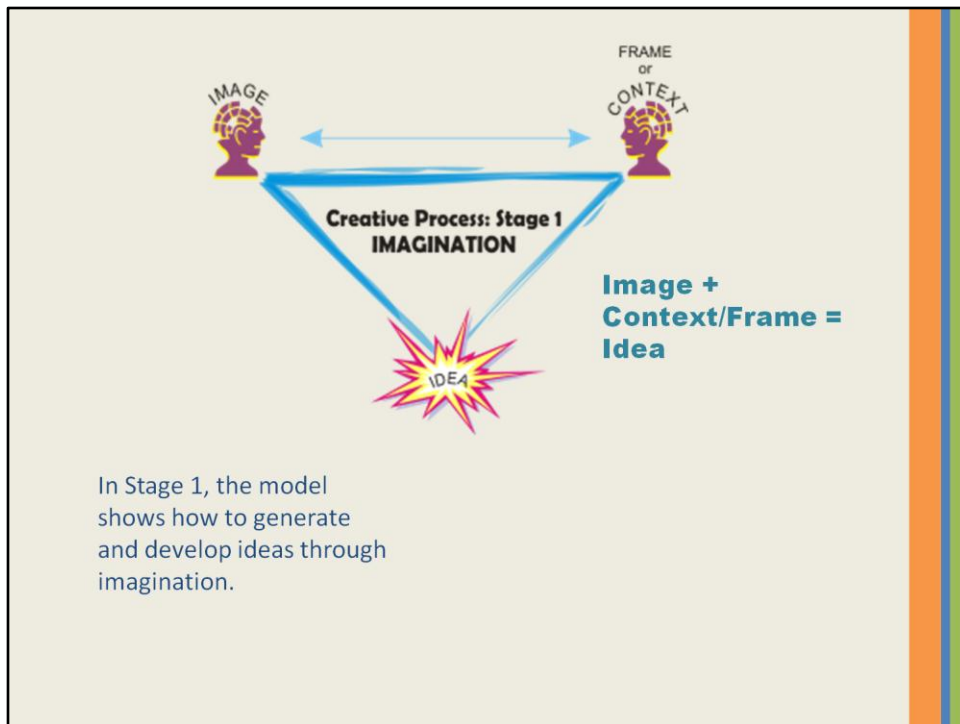 FRAME
or
CONTEXT
IMAGE
Creative Process: Stage 1
IMAGINATION
Image +
Context/Frame =
Idea
IDEA
In Stage 1, the model
shows how to generate
and develop ideas through
imagination.